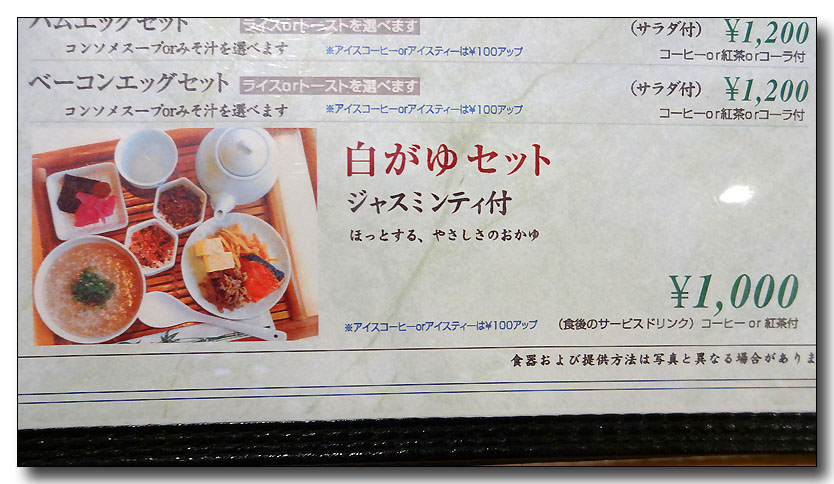 ハムエッグセット ライスorトーストを選べます (サラダ付) ¥1,200
コンソメスープorみそ汁を選べます ※アイスコーヒーorアイスティーは¥100アップ コーヒーor紅茶orコーラ付
ベーコンエッグセット ライスorトーストを選べます (サラダ付) ¥1,200
コンソメスープorみそ汁を選べます ※アイスコーヒーorアイスティーは¥100アップ コーヒーor紅茶orコーラ付
白がゆセット
ジャスミンティ付
ほっとする、やさしさのおかゆ
¥1,000
※アイスコーヒーorアイスティーは¥100アップ (食後のサービスドリンク) コーヒー or 紅茶付
食器および提供方法は写真と異なる場合がありま